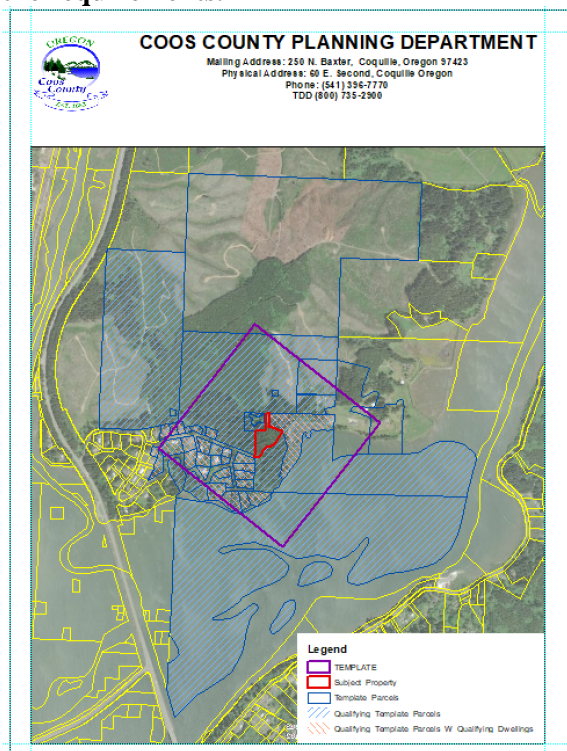 OREGON
Coos
County
EST. 1853
COOS COUNTY PLANNING DEPARTMENT
Mailing Address: 250 N. Baxter, Coquille, Oregon 97423
Physical Address: 60 E. Second, Coquille Oregon
Phone: (541) 396-7770
TDD (800) 735-2900
Legend
TEMPLATE
Subject Property
Template Parcels
Qualifying Template Parcels
Qualifying Template Parcels W Qualifying Dwellings